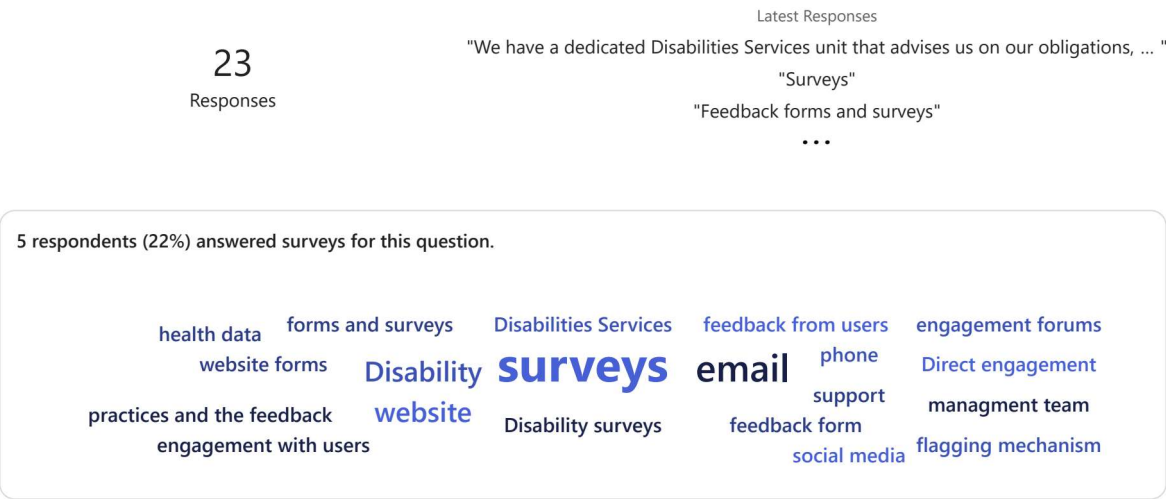 23
Responses
Latest Responses
"We have a dedicated Disabilities Services unit that advises us on our obligations, ... "
"Surveys"
"Feedback forms and surveys"
...
5 respondents (22%) answered surveys for this question.
health data
forms and surveys
Disabilities Services
feedback from users
engagement forums
website forms
Disability
surveys
email
phone
Direct engagement
support
managment team
practices and the feedback
website
Disability surveys
feedback form
engagement with users
social media
flagging mechanism